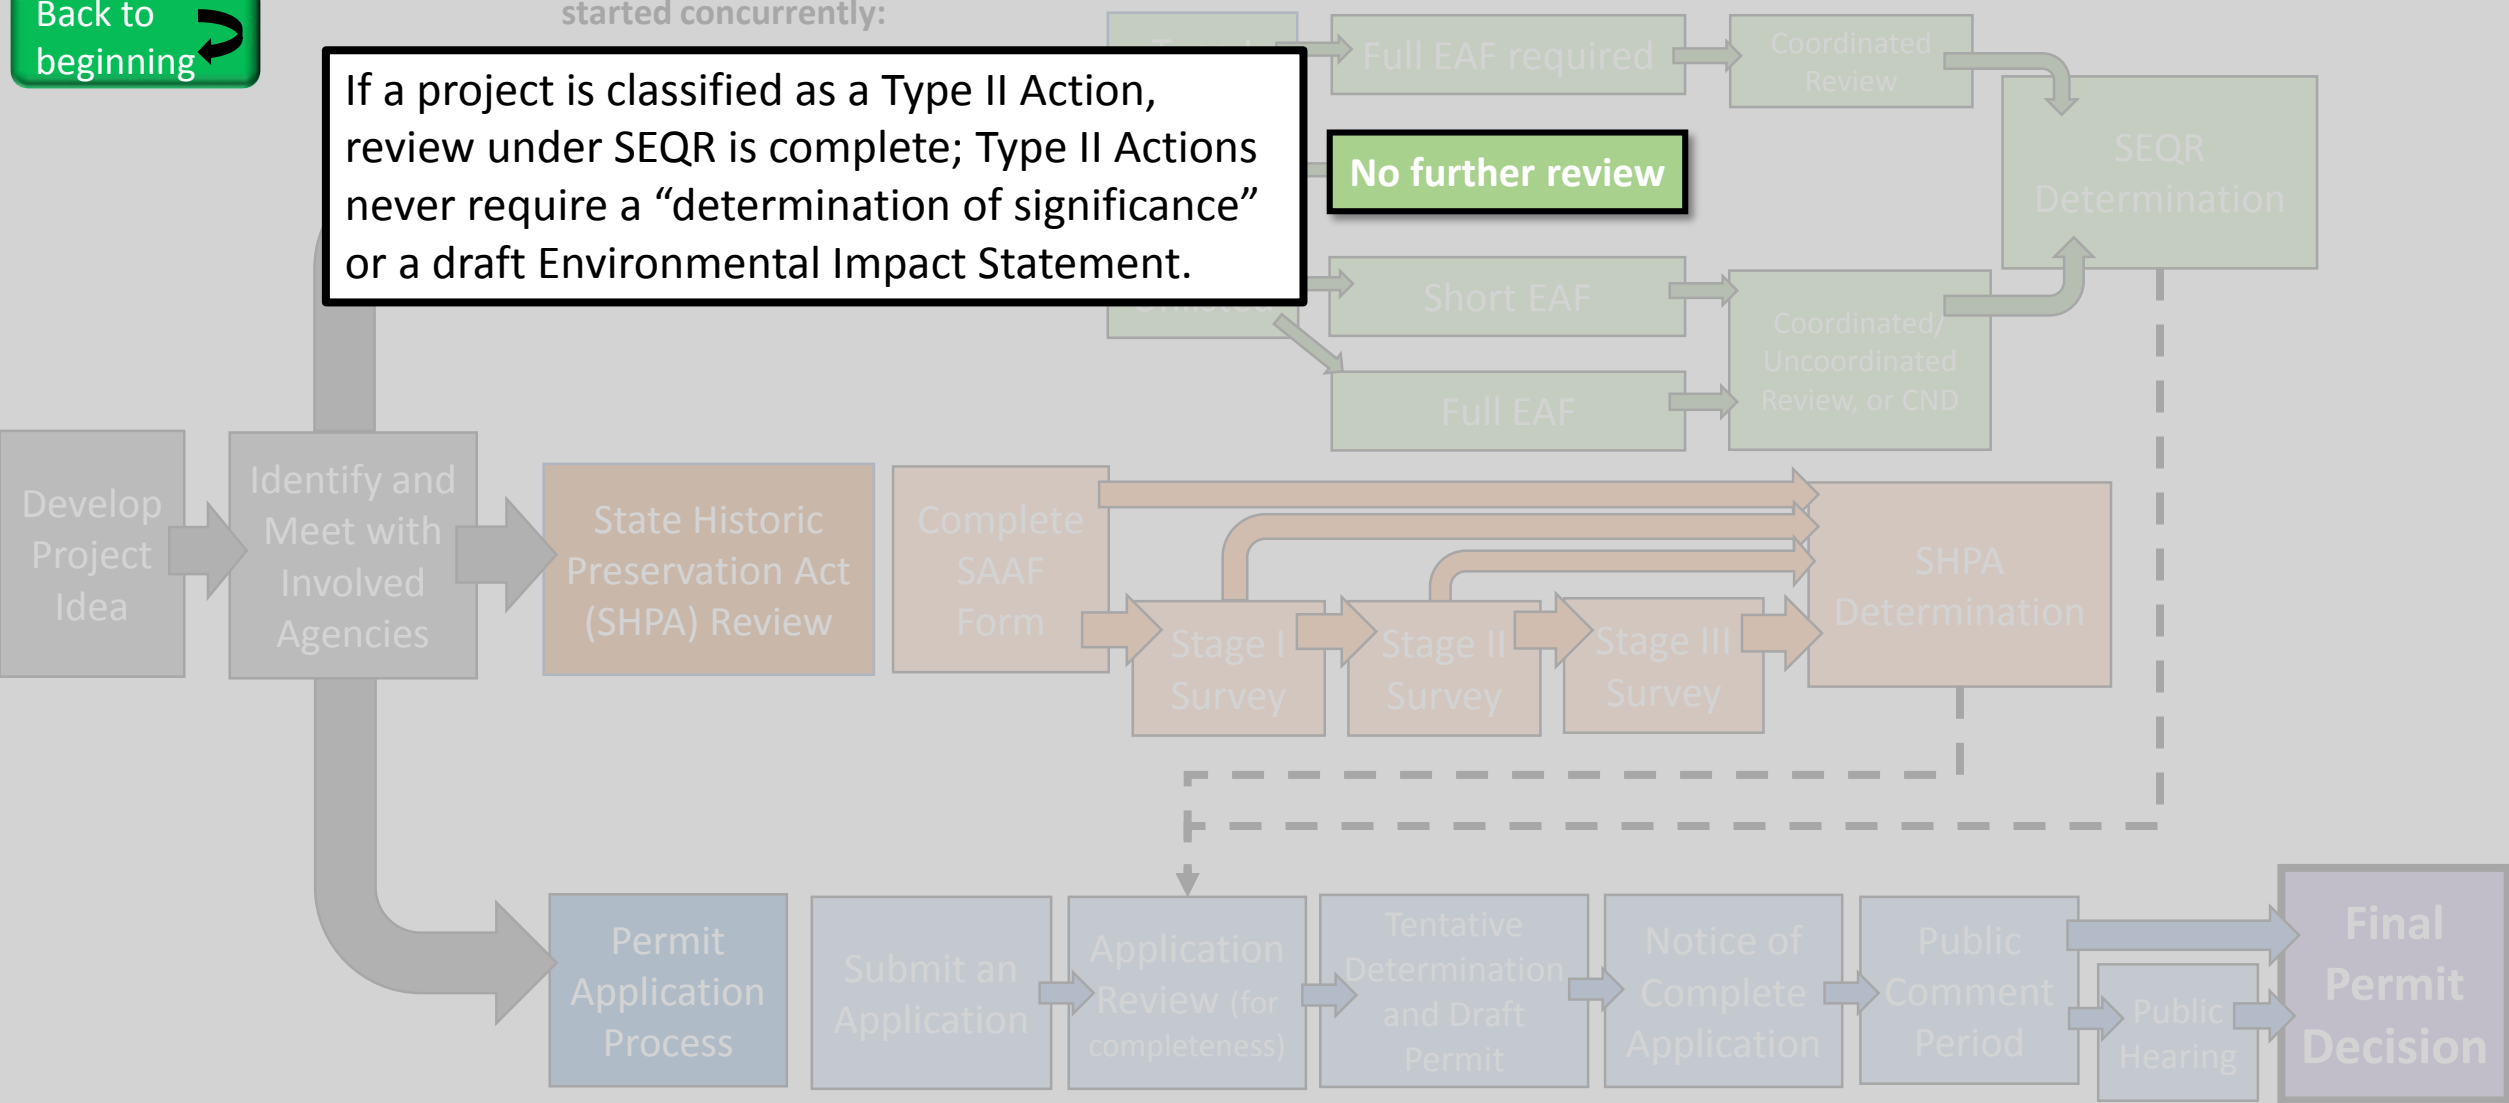 Back to
beginning
started concurrently:
If a project is classified as a Type II Action,
review under SEQR is complete; Type II Actions
never require a “determination of significance”
or a draft Environmental Impact Statement.
Full EAF required
Coordinated
Review
No further review
SEQR
Determination
Short EAF
Full EAF
Coordinated/
Uncoordinated
Review, or CND
Develop
Project
Idea
Identify and
Meet with
Involved
Agencies
State Historic
Preservation Act
(SHPA) Review
Complete
SAAF
Form
Stage I
Survey
Stage II
Survey
Stage III
Survey
SHPA
Determination
Permit
Application
Process
Submit an
Application
Application
Review (for
completeness)
Tentative
Determination
and Draft
Permit
Notice of
Complete
Application
Public
Comment
Period
Public
Hearing
Final
Permit
Decision